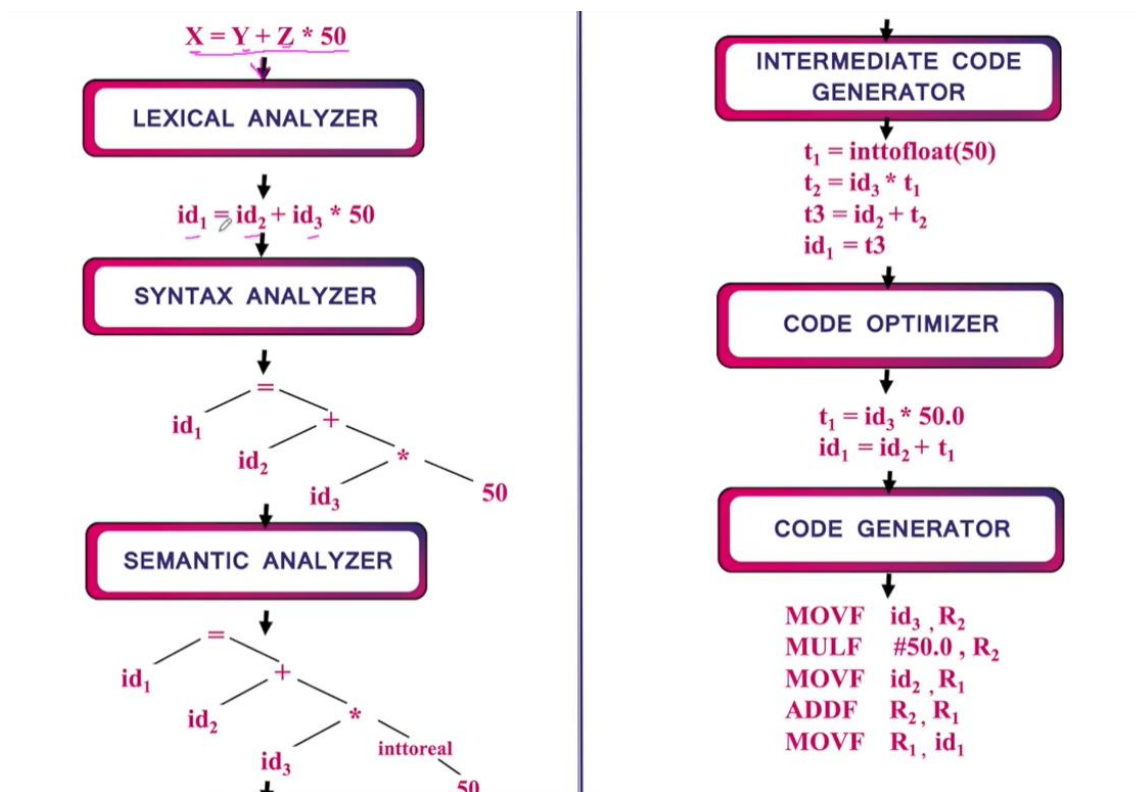 X = Y + Z * 50
LEXICAL ANALYZER
id₁ = id₂ + id₃ * 50
SYNTAX ANALYZER
=
id₁
+
id₂
*
id₃
50
SEMANTIC ANALYZER
=
id₁
+
id₂
*
id₃
inttoreal
50
INTERMEDIATE CODE
GENERATOR
t₁ = inttofloat(50)
t₂ = id₃ * t₁
t3 = id₂ + t₂
id₁ = t3
CODE OPTIMIZER
t₁ = id₃ * 50.0
id₁ = id₂ + t₁
CODE GENERATOR
MOVF id₃ , R₂
MULF #50.0 , R₂
MOVF id₂ , R₁
ADDF R₂ , R₁
MOVF R₁ , id₁